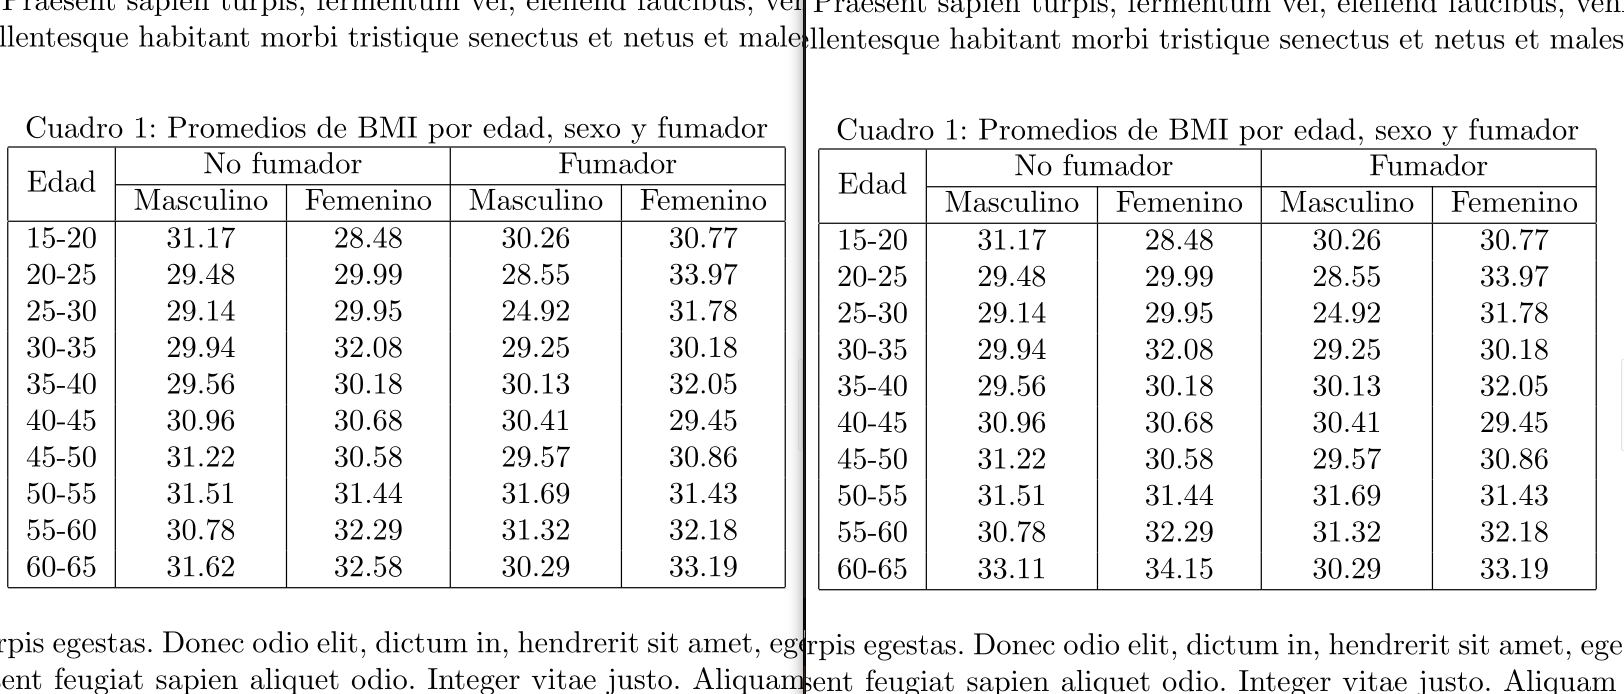 Praesent sapien turpis, fermentum vel, eleifend faucibus,
llentesque habitant morbi tristique senectus et netus et male
Cuadro 1: Promedios de BMI por edad, sexo y fumador
Edad No fumador Fumador
Masculino Femenino Masculino Femenino
15-20 31.17 28.48 30.26 30.77
20-25 29.48 29.99 28.55 33.97
25-30 29.14 29.95 24.92 31.78
30-35 29.94 32.08 29.25 30.18
35-40 29.56 30.18 30.13 32.05
40-45 30.96 30.68 30.41 29.45
45-50 31.22 30.58 29.57 30.86
50-55 31.51 31.44 31.69 31.43
55-60 30.78 32.29 31.32 32.18
60-65 31.62 32.58 30.29 33.19
rpis egestas. Donec odio elit, dictum in, hendrerit sit amet, ege
sent feugiat sapien aliquet odio. Integer vitae justo. Aliquam
Praesent sapien turpis, fermentum vel, eleifend faucibus,
llentesque habitant morbi tristique senectus et netus et males
Cuadro 1: Promedios de BMI por edad, sexo y fumador
Edad No fumador Fumador
Masculino Femenino Masculino Femenino
15-20 31.17 28.48 30.26 30.77
20-25 29.48 29.99 28.55 33.97
25-30 29.14 29.95 24.92 31.78
30-35 29.94 32.08 29.25 30.18
35-40 29.56 30.18 30.13 32.05
40-45 30.96 30.68 30.41 29.45
45-50 31.22 30.58 29.57 30.86
50-55 31.51 31.44 31.69 31.43
55-60 30.78 32.29 31.32 32.18
60-65 33.11 34.15 30.29 33.19
rpis egestas. Donec odio elit, dictum in, hendrerit sit amet, ege
sent feugiat sapien aliquet odio. Integer vitae justo. Aliquam